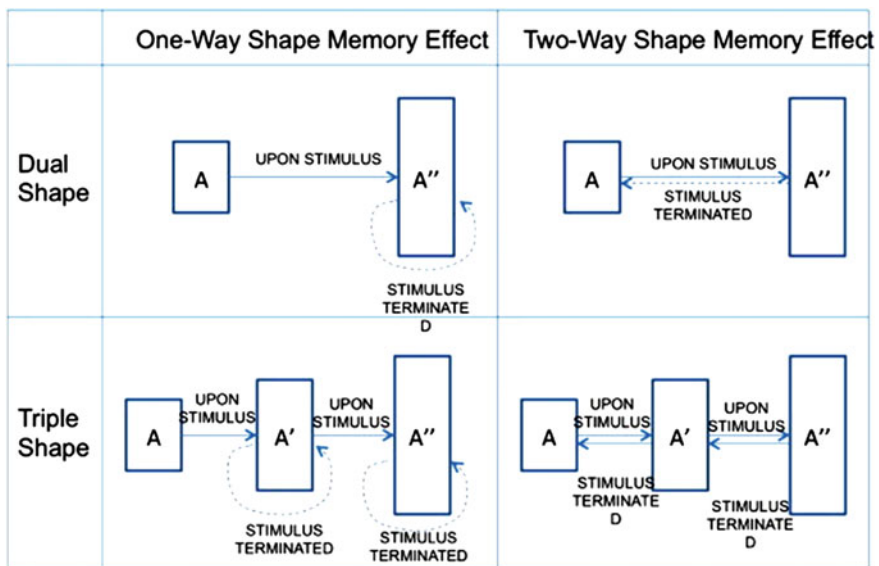 One-Way Shape Memory Effect
Two-Way Shape Memory Effect
Dual
Shape
A
UPON STIMULUS
A′′
STIMULUS
TERMINATE
D
A
UPON STIMULUS
STIMULUS
TERMINATED
A′′
Triple
Shape
A
UPON
STIMULUS
A′
UPON
STIMULUS
A′′
STIMULUS
TERMINATED
STIMULUS
TERMINATED
A
UPON
STIMULUS
A′
UPON
STIMULUS
A′′
STIMULUS
TERMINATE
D
STIMULUS
TERMINATE
D